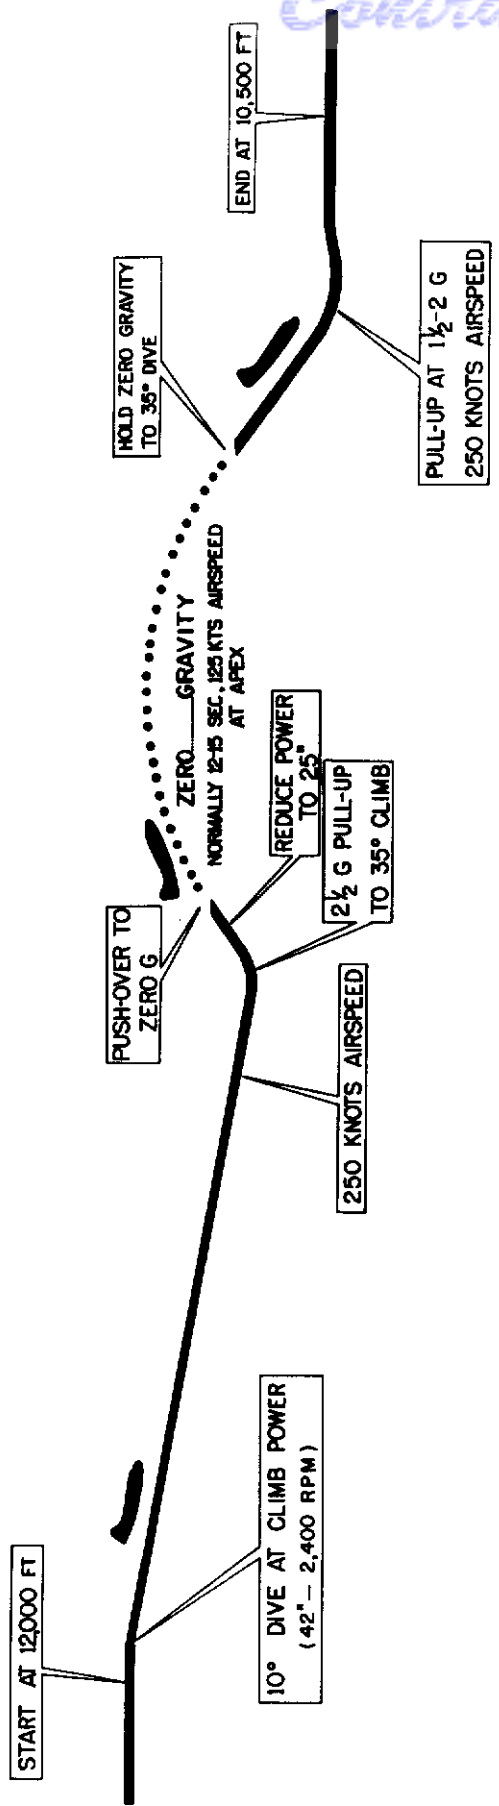 START AT 12,000 FT
10° DIVE AT CLIMB POWER
(42"– 2,400 RPM)
250 KNOTS AIRSPEED
2½ G PULL-UP
TO 35° CLIMB
REDUCE POWER
TO 25"
PUSH-OVER TO
ZERO G
ZERO GRAVITY
NORMALLY 12-15 SEC, 125 KTS AIRSPEED
AT APEX
HOLD ZERO GRAVITY
TO 35° DIVE
PULL-UP AT 1½-2 G
250 KNOTS AIRSPEED
END AT 10,500 FT